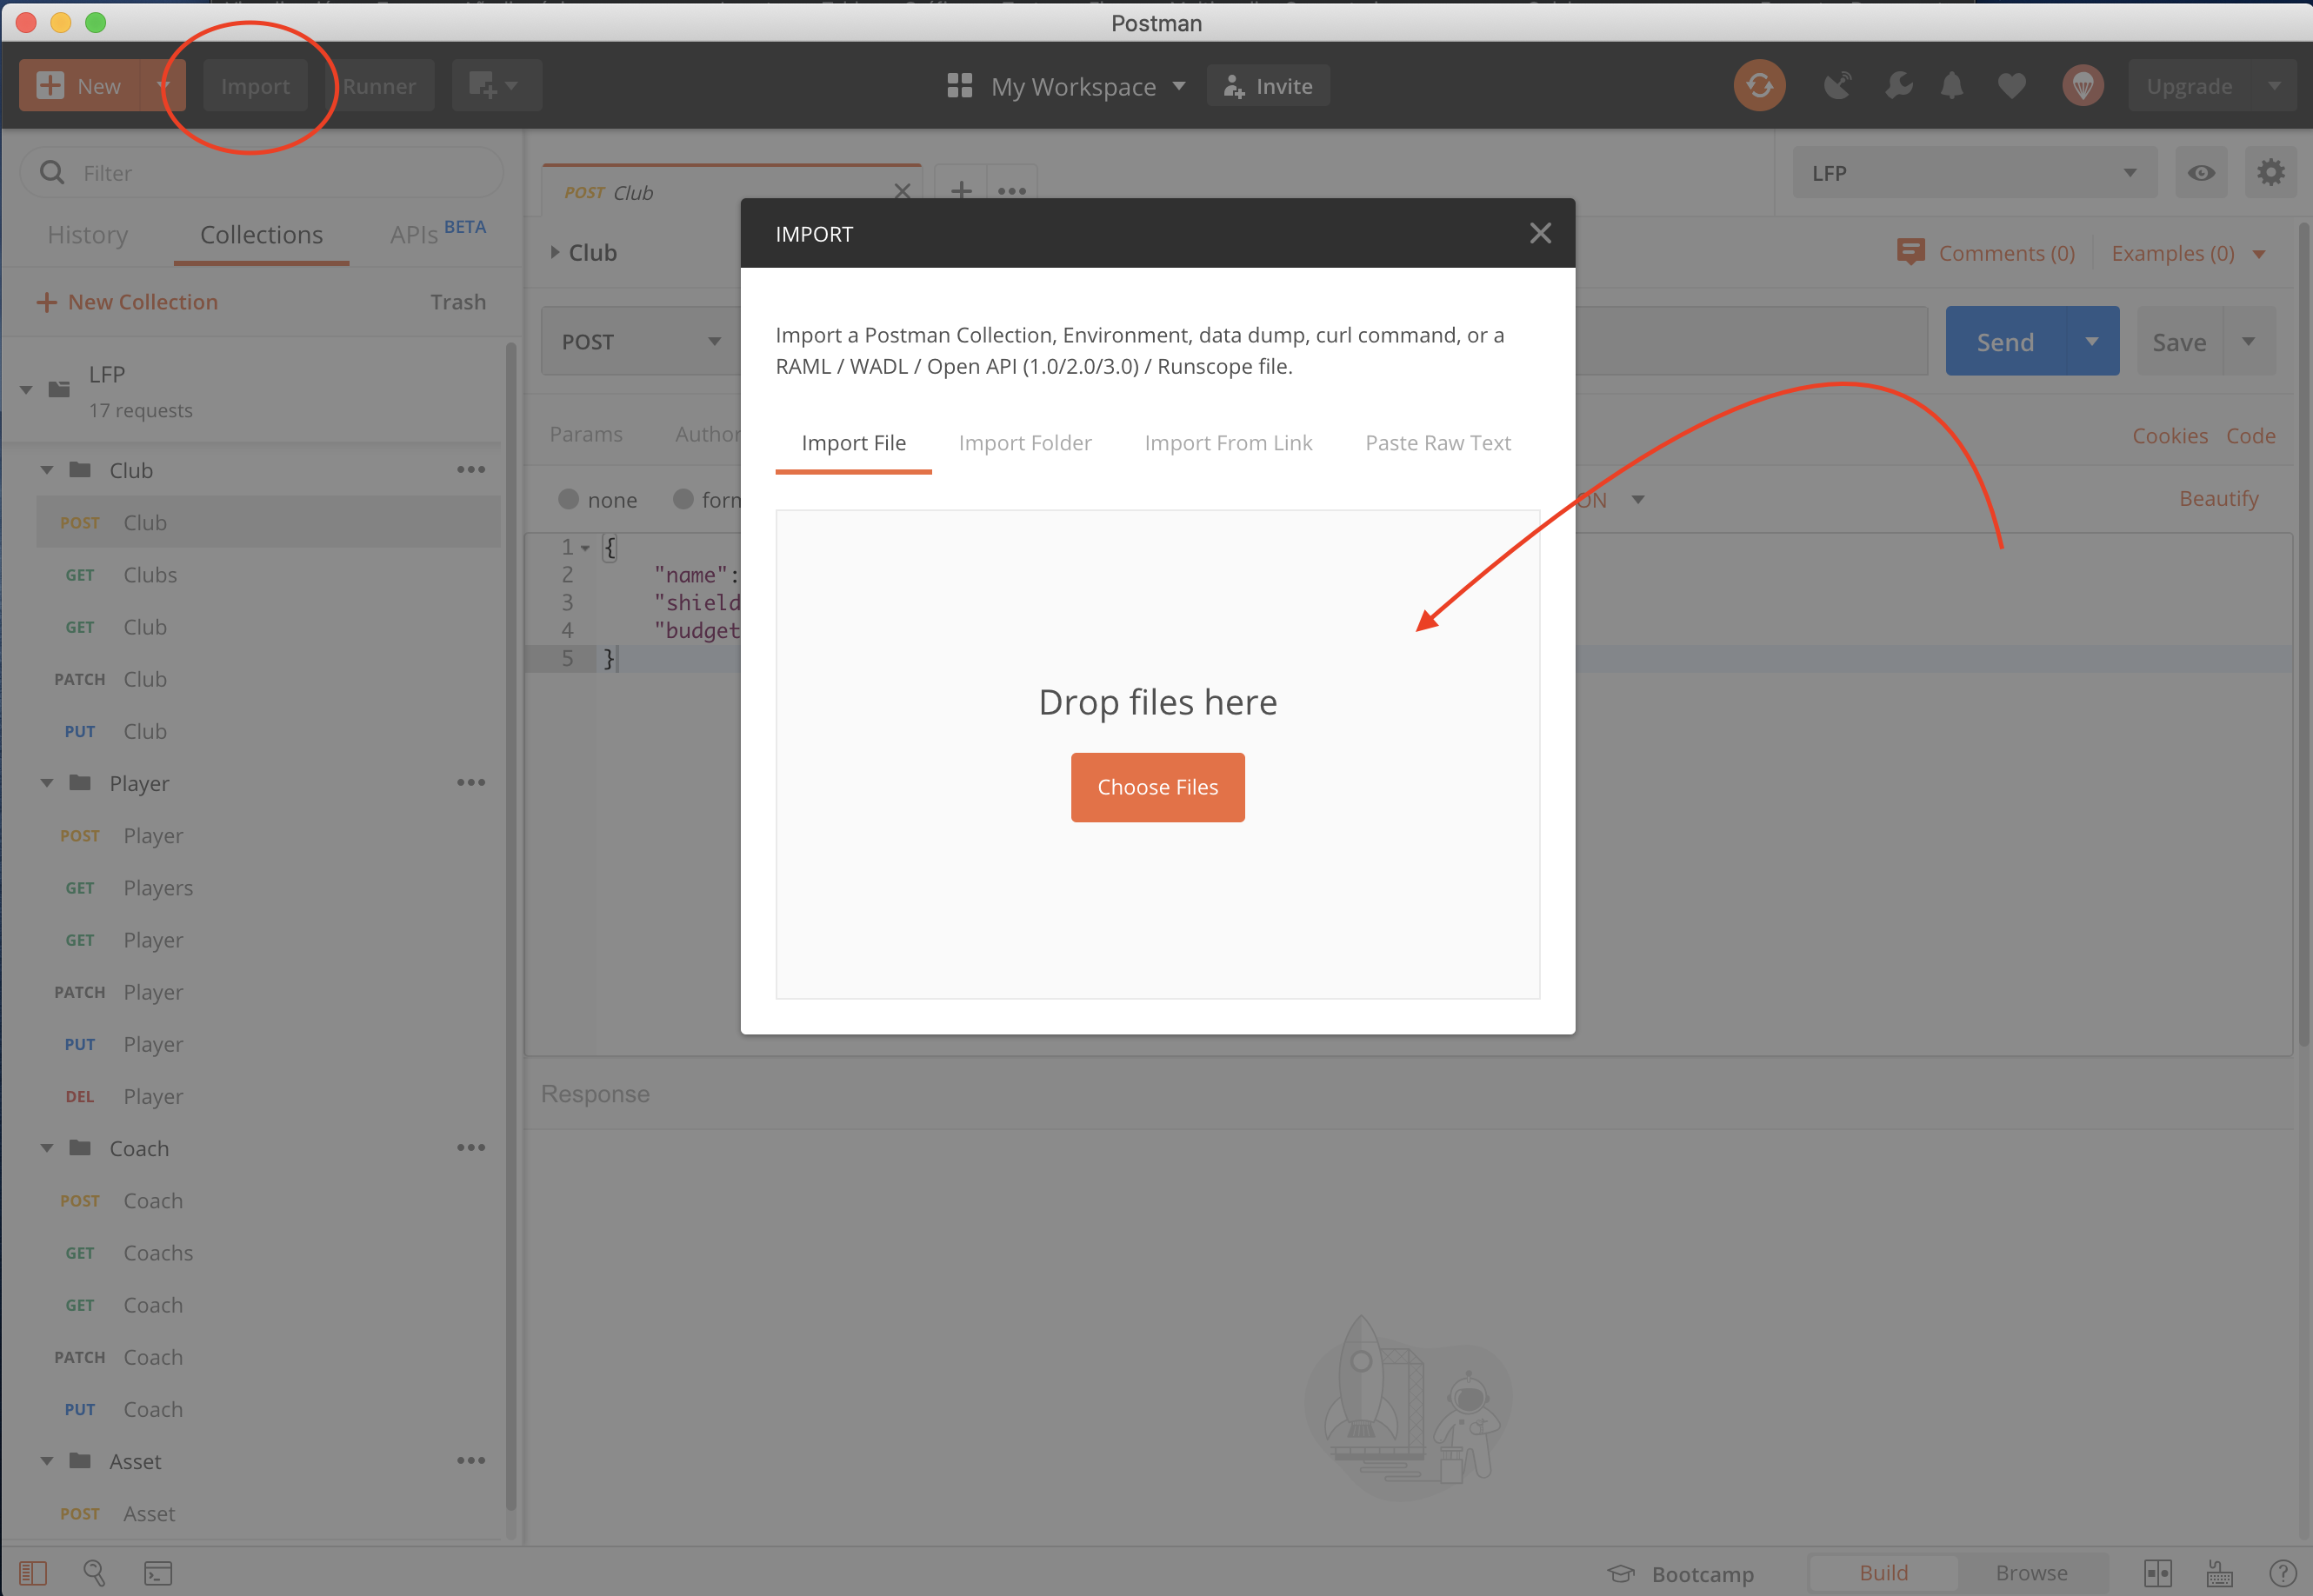 Postman
New
Import
Runner
My Workspace
Invite
Upgrade
Filter
History
Collections
APIs BETA
New Collection
Trash
LFP
17 requests
Club
POST Club
GET Clubs
GET Club
PATCH Club
PUT Club
Player
POST Player
GET Players
GET Player
PATCH Player
PUT Player
DEL Player
Coach
POST Coach
GET Coachs
GET Coach
PATCH Coach
PUT Coach
Asset
POST Asset
POST Club
LFP
Club
Comments (0)
Examples (0)
POST
Send
Save
Params
Author
Cookies
Code
none
form
ON
Beautify
1 {
2 "name":
3 "shield
4 "budget
5 }
IMPORT
Import a Postman Collection, Environment, data dump, curl command, or a
RAML / WADL / Open API (1.0/2.0/3.0) / Runscope file.
Import File
Import Folder
Import From Link
Paste Raw Text
Drop files here
Choose Files
Response
Bootcamp
Build
Browse